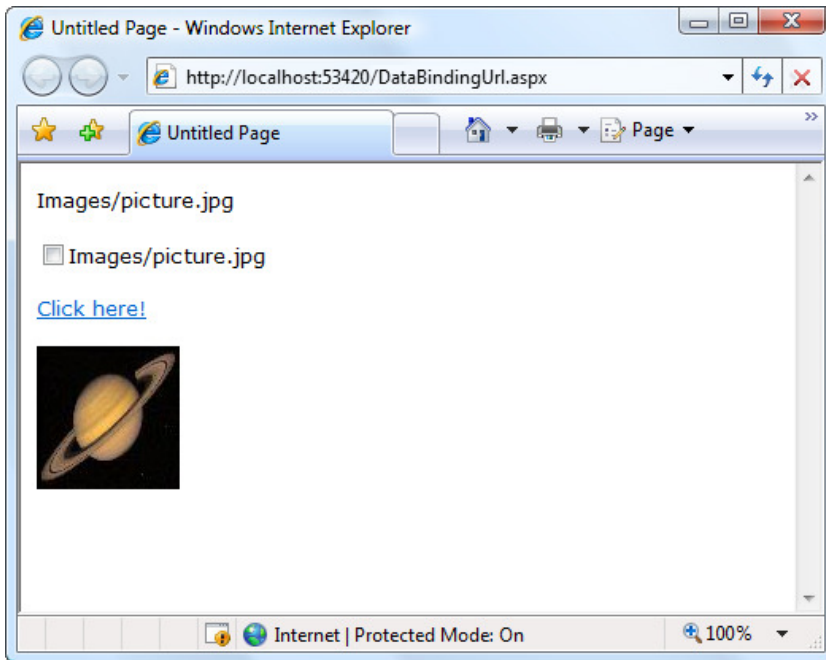 Untitled Page - Windows Internet Explorer
http://localhost:53420/DataBindingUrl.aspx
Untitled Page
Page
Images/picture.jpg
Images/picture.jpg
Click here!
Internet | Protected Mode: On
100%